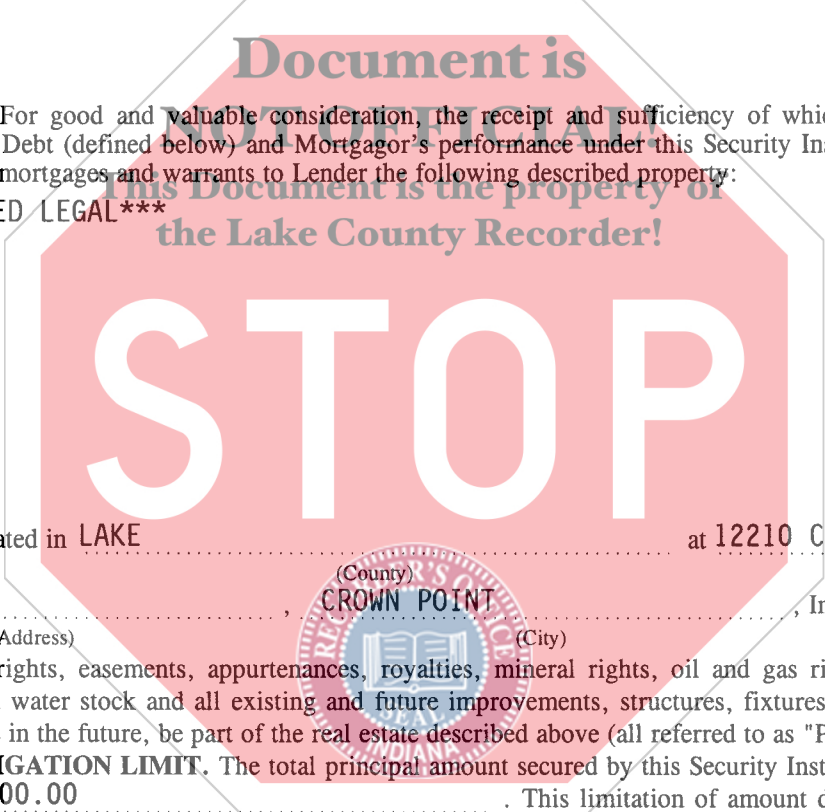 Document is
NOT OFFICIAL!
For good and valuable consideration, the receipt and sufficiency of
Debt (defined below) and Mortgagor's performance under this Security
mortgages and warrants to Lender the following described property:
This Document is the property of
ED LEGAL***
the Lake County Recorder!
STOP
ated in LAKE at 12210 C
(County)
CROWN POINT
Address) (City)
RECORDER'S OFFICE
rights, easements, appurtenances, royalties, mineral rights, oil and gas
water stock and all existing and future improvements, structures, fixtures
in the future, be part of the real estate described above (all referred to as "P
SEAL
INDIANA
IGATION LIMIT. The total principal amount secured by this Security
00.00 . This limitation of amount